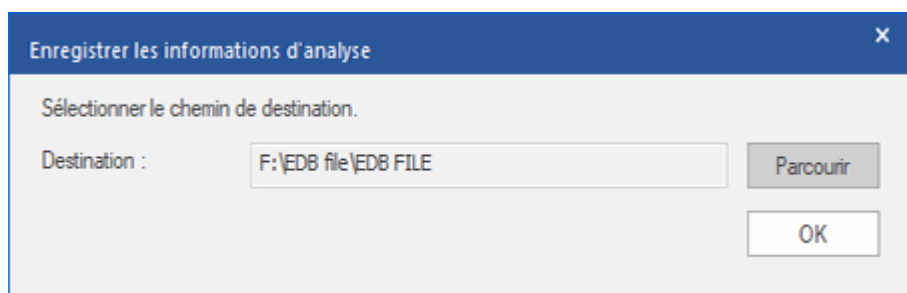 Enregistrer les informations d'analyse
×
Sélectionner le chemin de destination.
Destination : F:\EDB file\EDB FILE Parcourir
OK